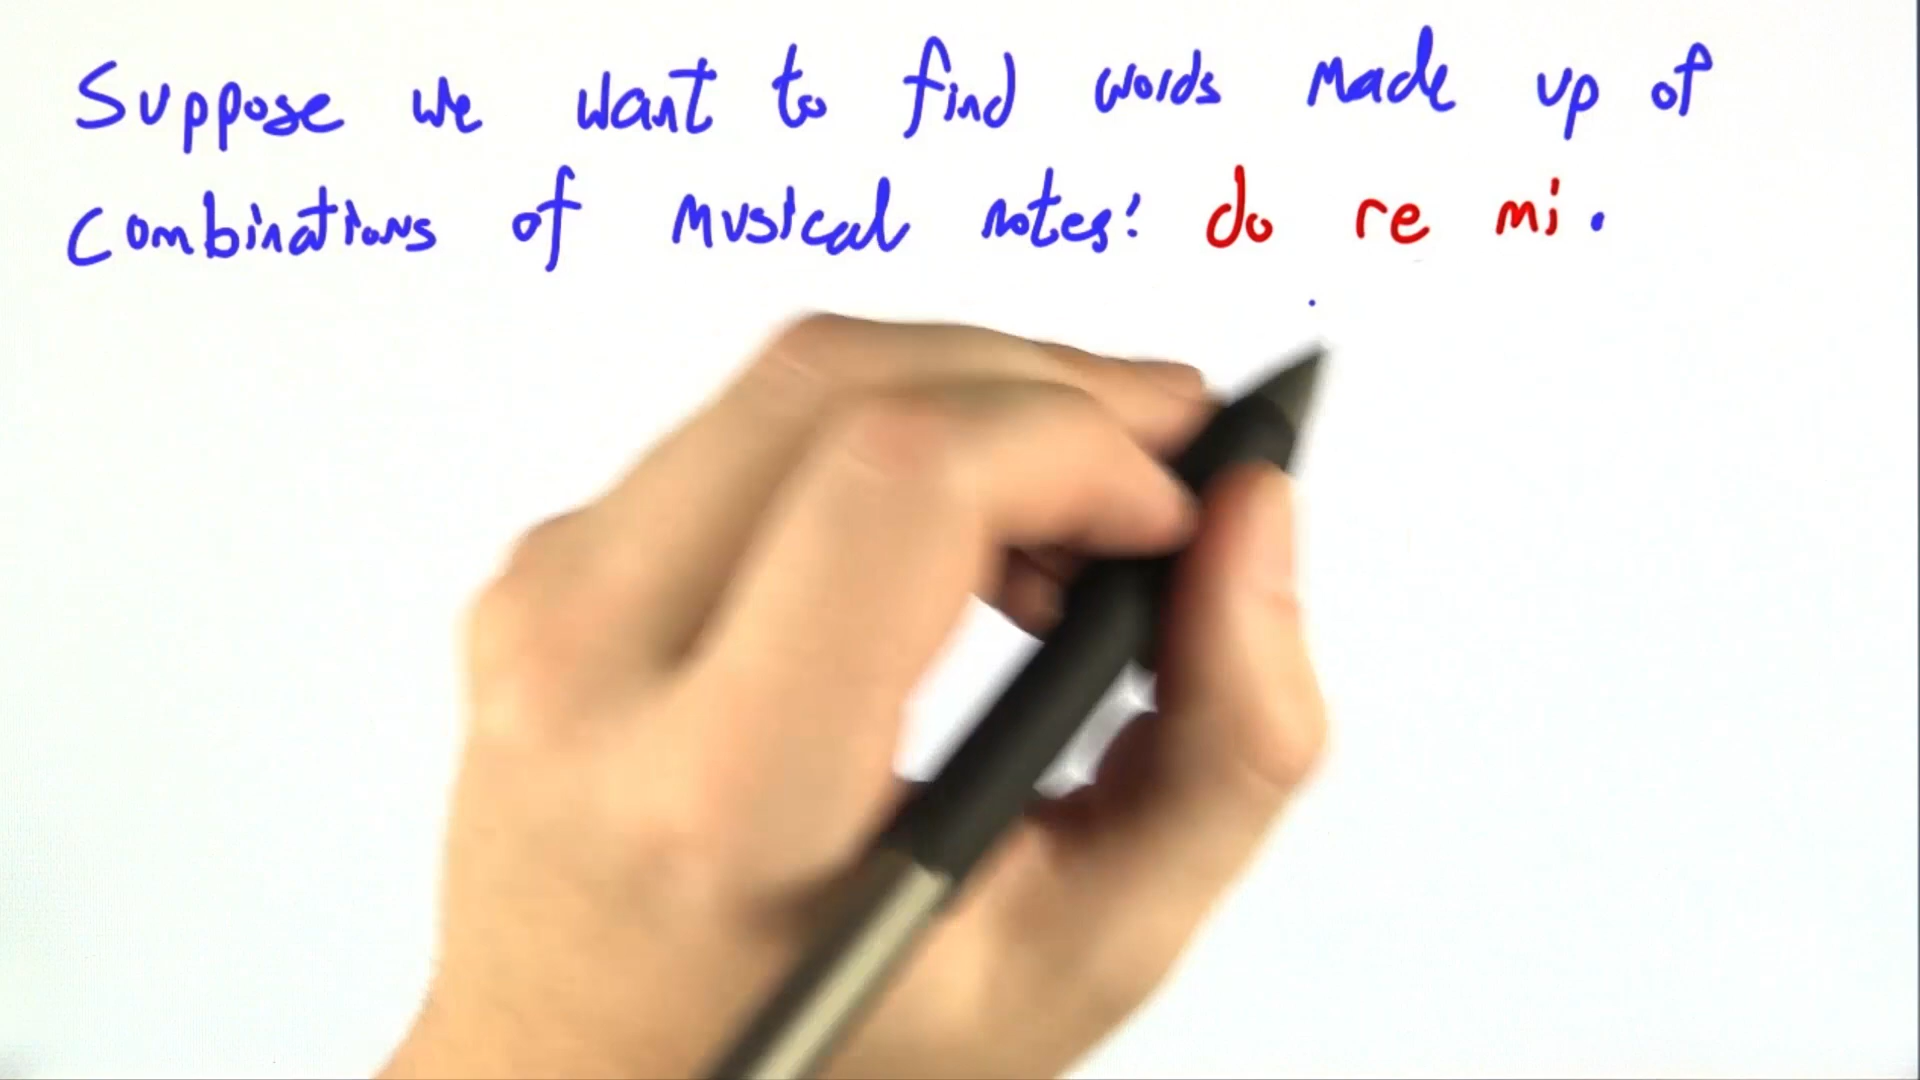 Suppose we want to find words made up of
combinations of musical notes: do re mi.